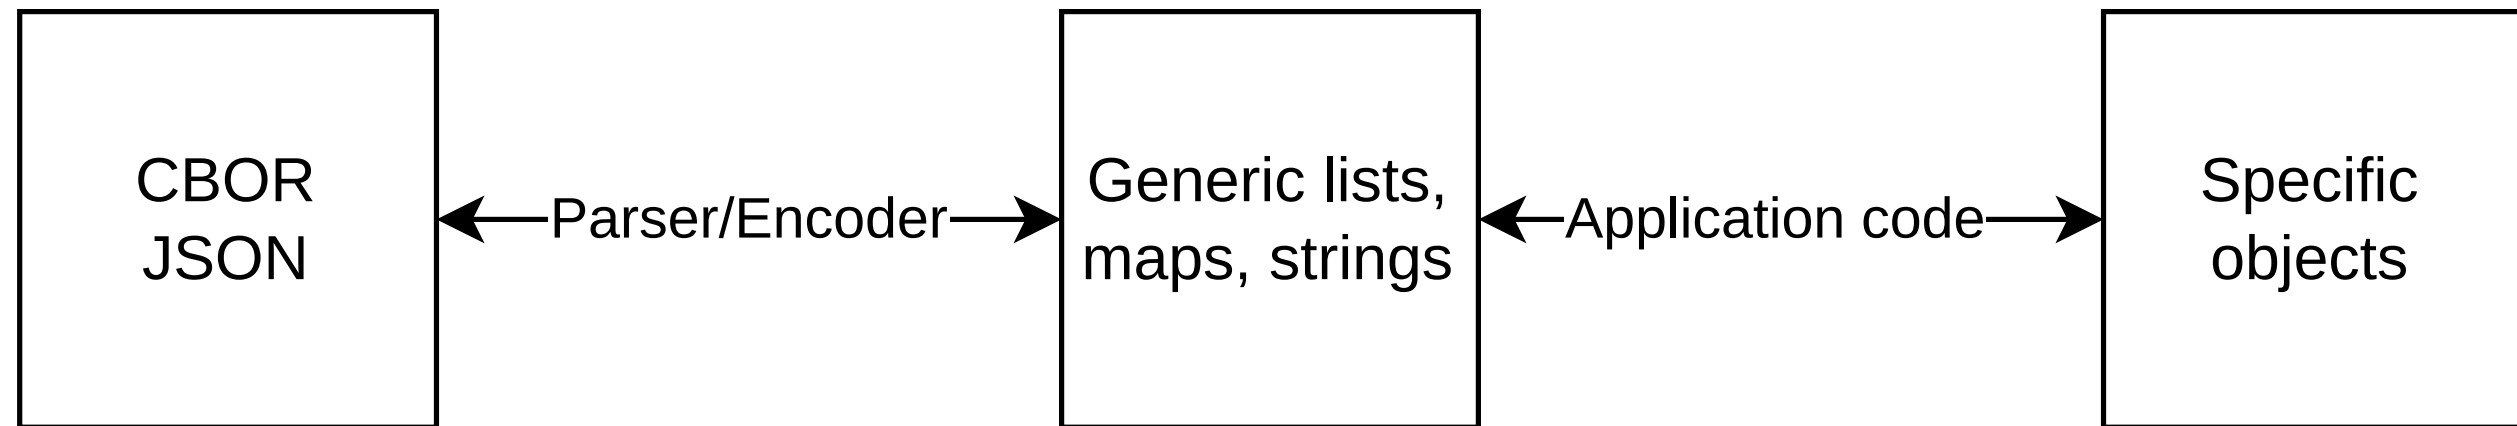 CBOR
JSON
Parser/Encoder
Generic lists,
maps, strings
Application code
Specific
objects